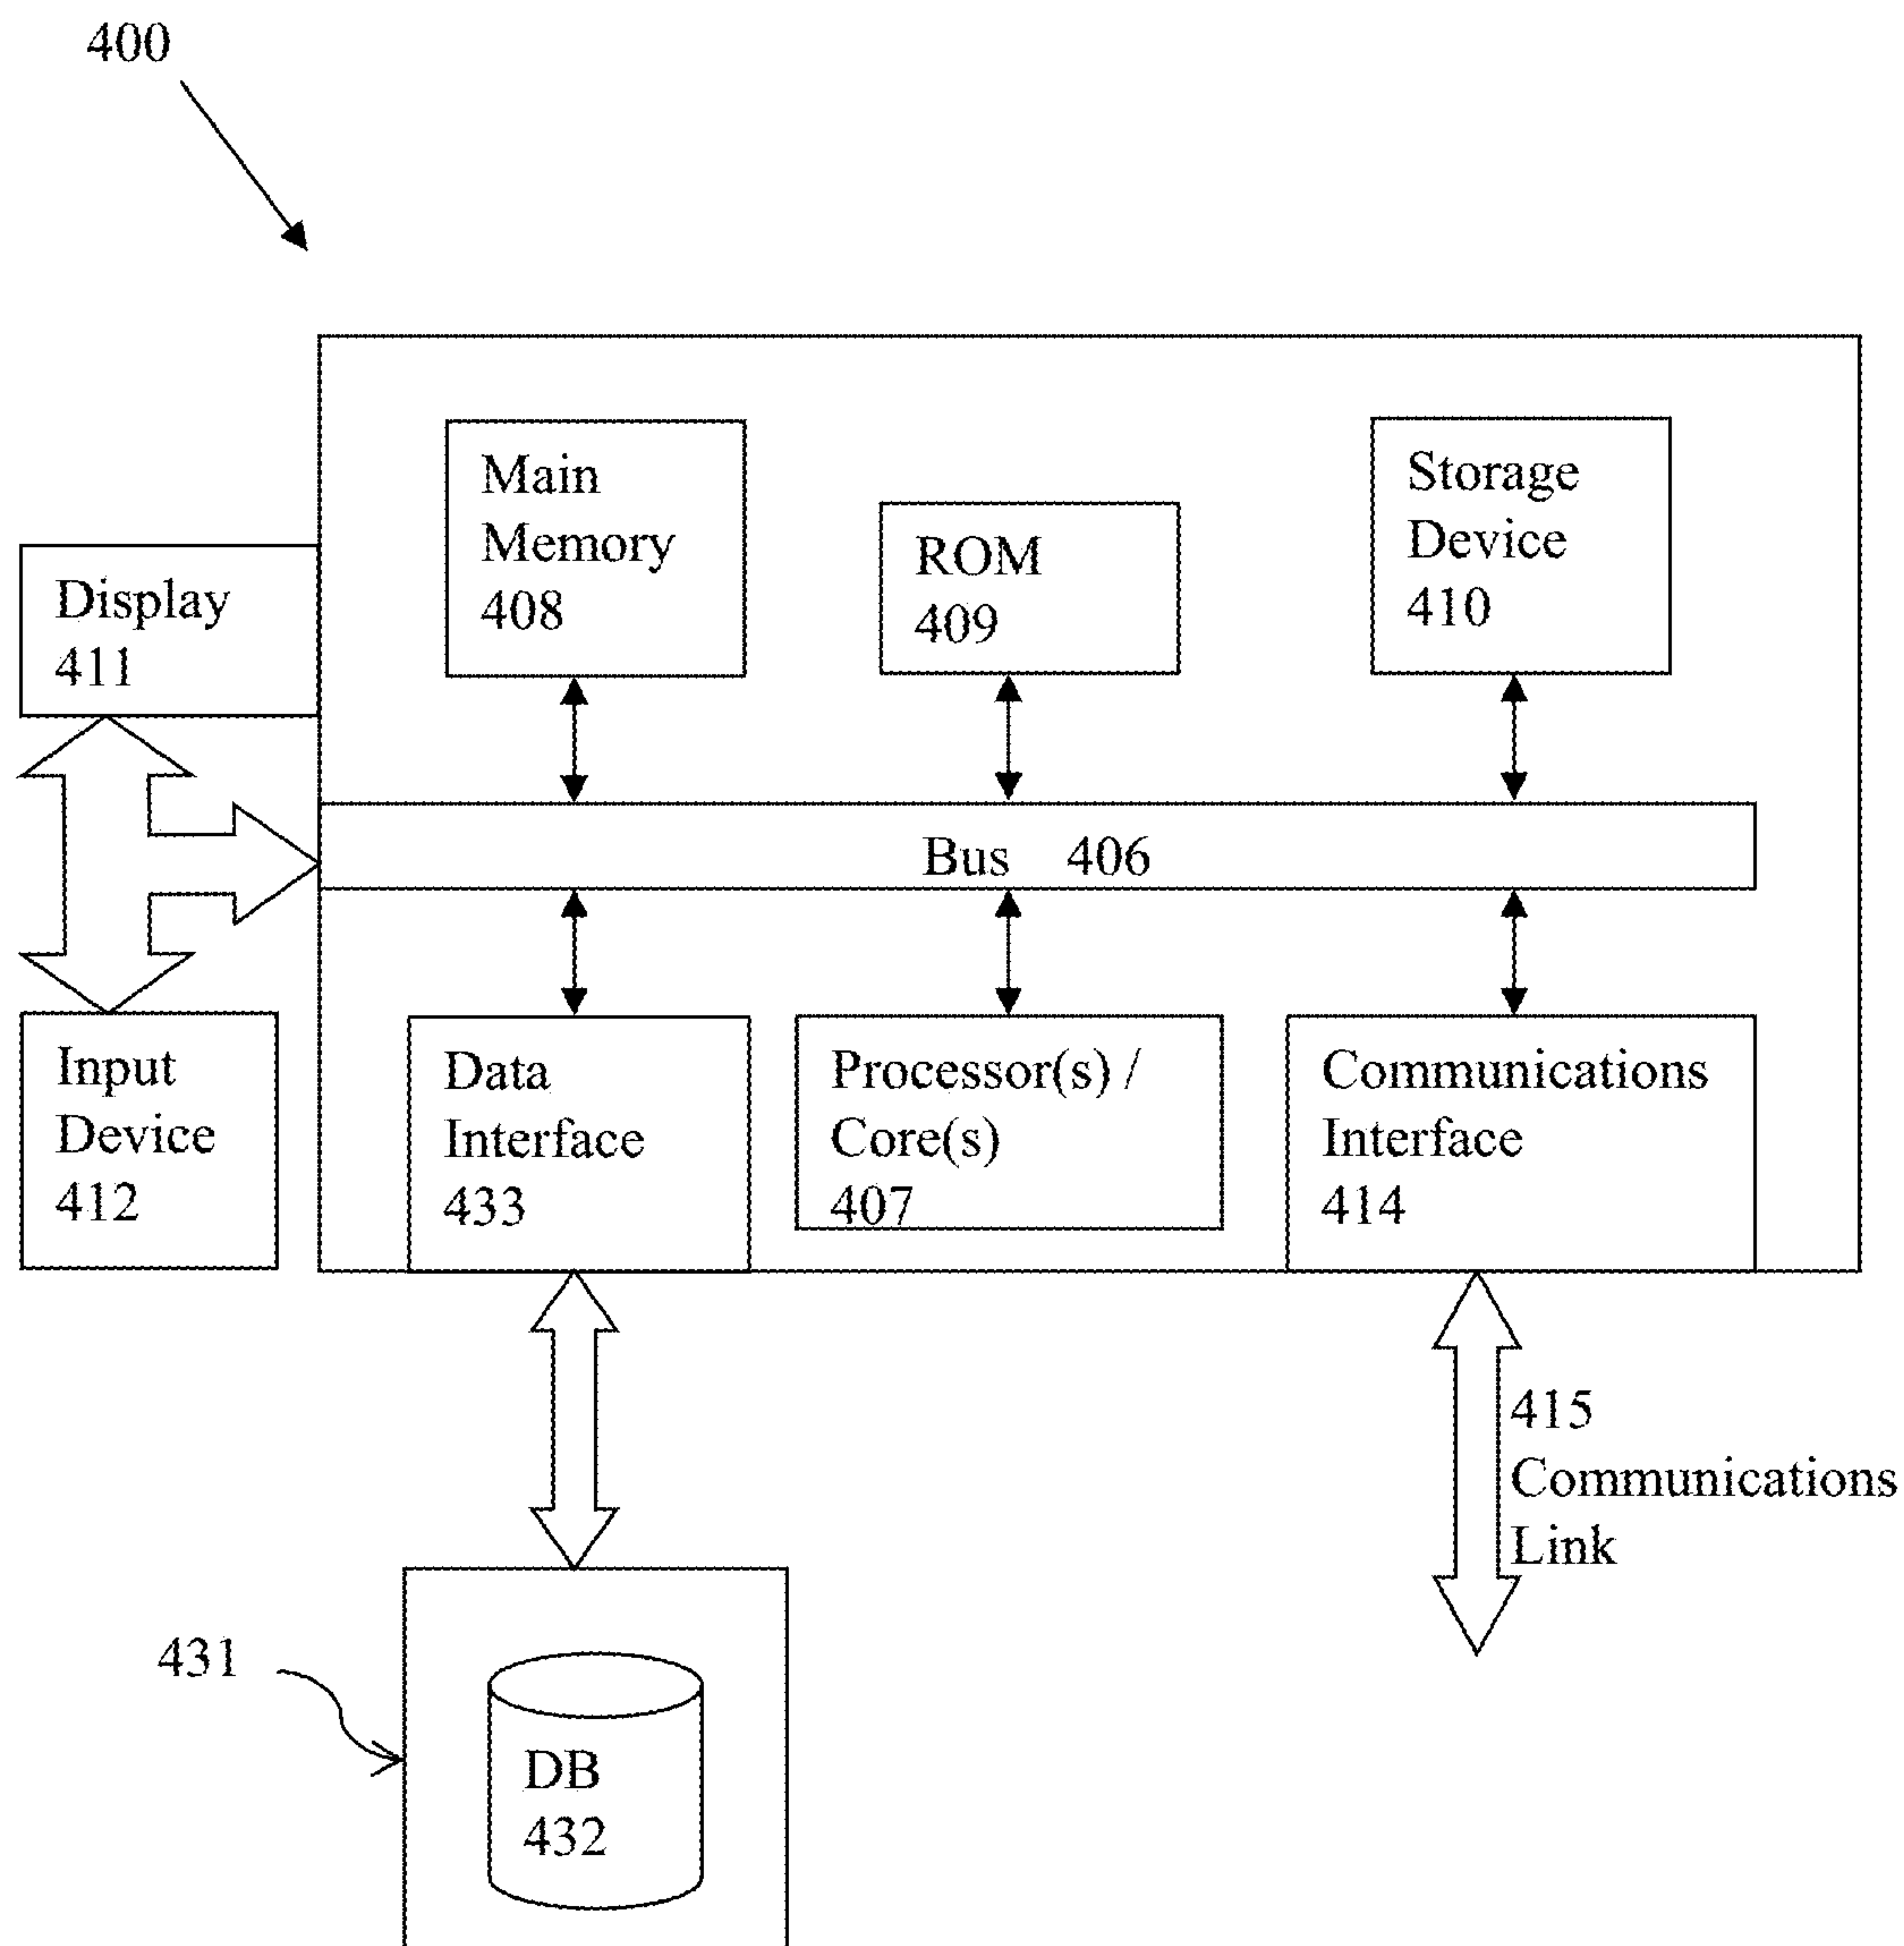 400
Main
Memory
408
ROM
409
Storage
Device
410
Display
411
Bus 406
Input
Device
412
Data
Interface
433
Processor(s) /
Core(s)
407
Communications
Interface
414
415
Communications
Link
431
DB
432